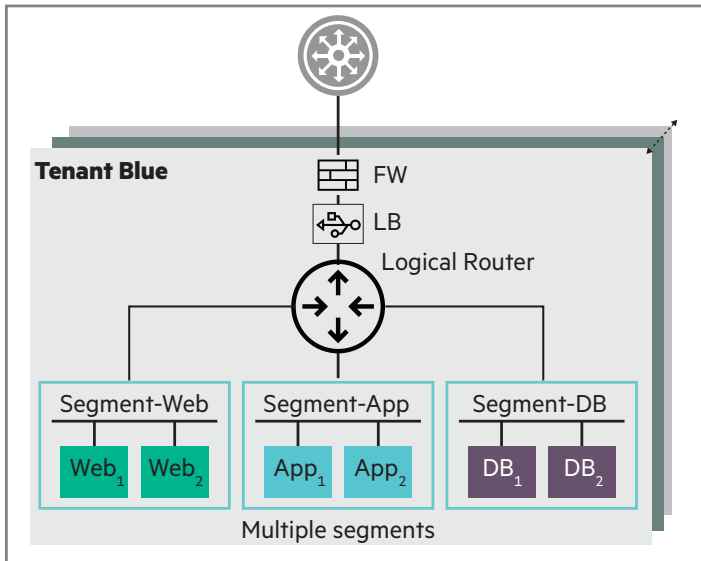 Tenant Blue
FW
LB
Logical Router
Segment-Web
Segment-App
Segment-DB
Web1
Web2
App1
App2
DB1
DB2
Multiple segments